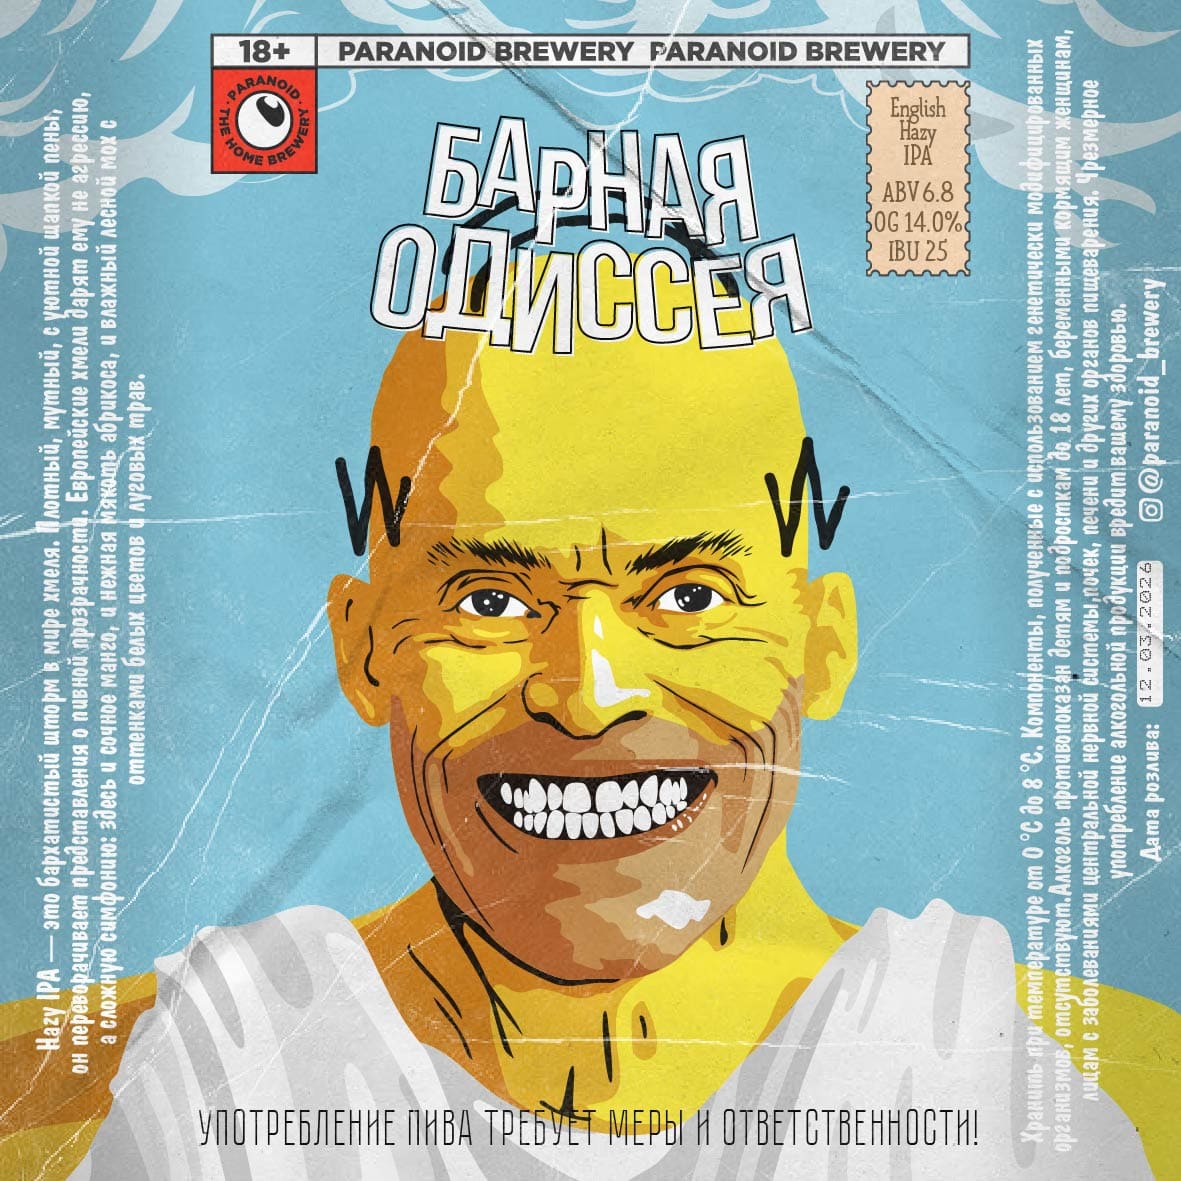 18+
PARANOID BREWERY PARANOID BREWERY
PARANOID
THE HOME BREWERY
English
Hazy
IPA
ABV 6.8
OG 14.0%
IBU 25
БАРНАЯ
ОДИССЕЯ
Hazy IPA — это бархатистый шторм в мире хмеля. Плотный, мутный, с уютной шапкой пены,
он переворачивает представления о пивной прозрачности. Европейские хмели дарят ему не агрессию,
а сложную симфонию: здесь и сочное манго, и нежная мякоть абрикоса, и влажный лесной мох с
оттенками белых цветов и луговых трав.
Хранить при температуре от 0 °C до 8 °C. Компоненты, полученные с использованием генетически модифицированных
организмов, отсутствуют. Алкоголь противопоказан детям и подросткам до 18 лет, беременным и кормящим женщинам,
лицам с заболеваниями центральной нервной системы, почек, печени и других органов пищеварения. Чрезмерное
употребление алкогольной продукции вредит вашему здоровью.
Дата розлива: 12.03.2026 @paranoid_brewery
УПОТРЕБЛЕНИЕ ПИВА ТРЕБУЕТ МЕРЫ И ОТВЕТСТВЕННОСТИ!